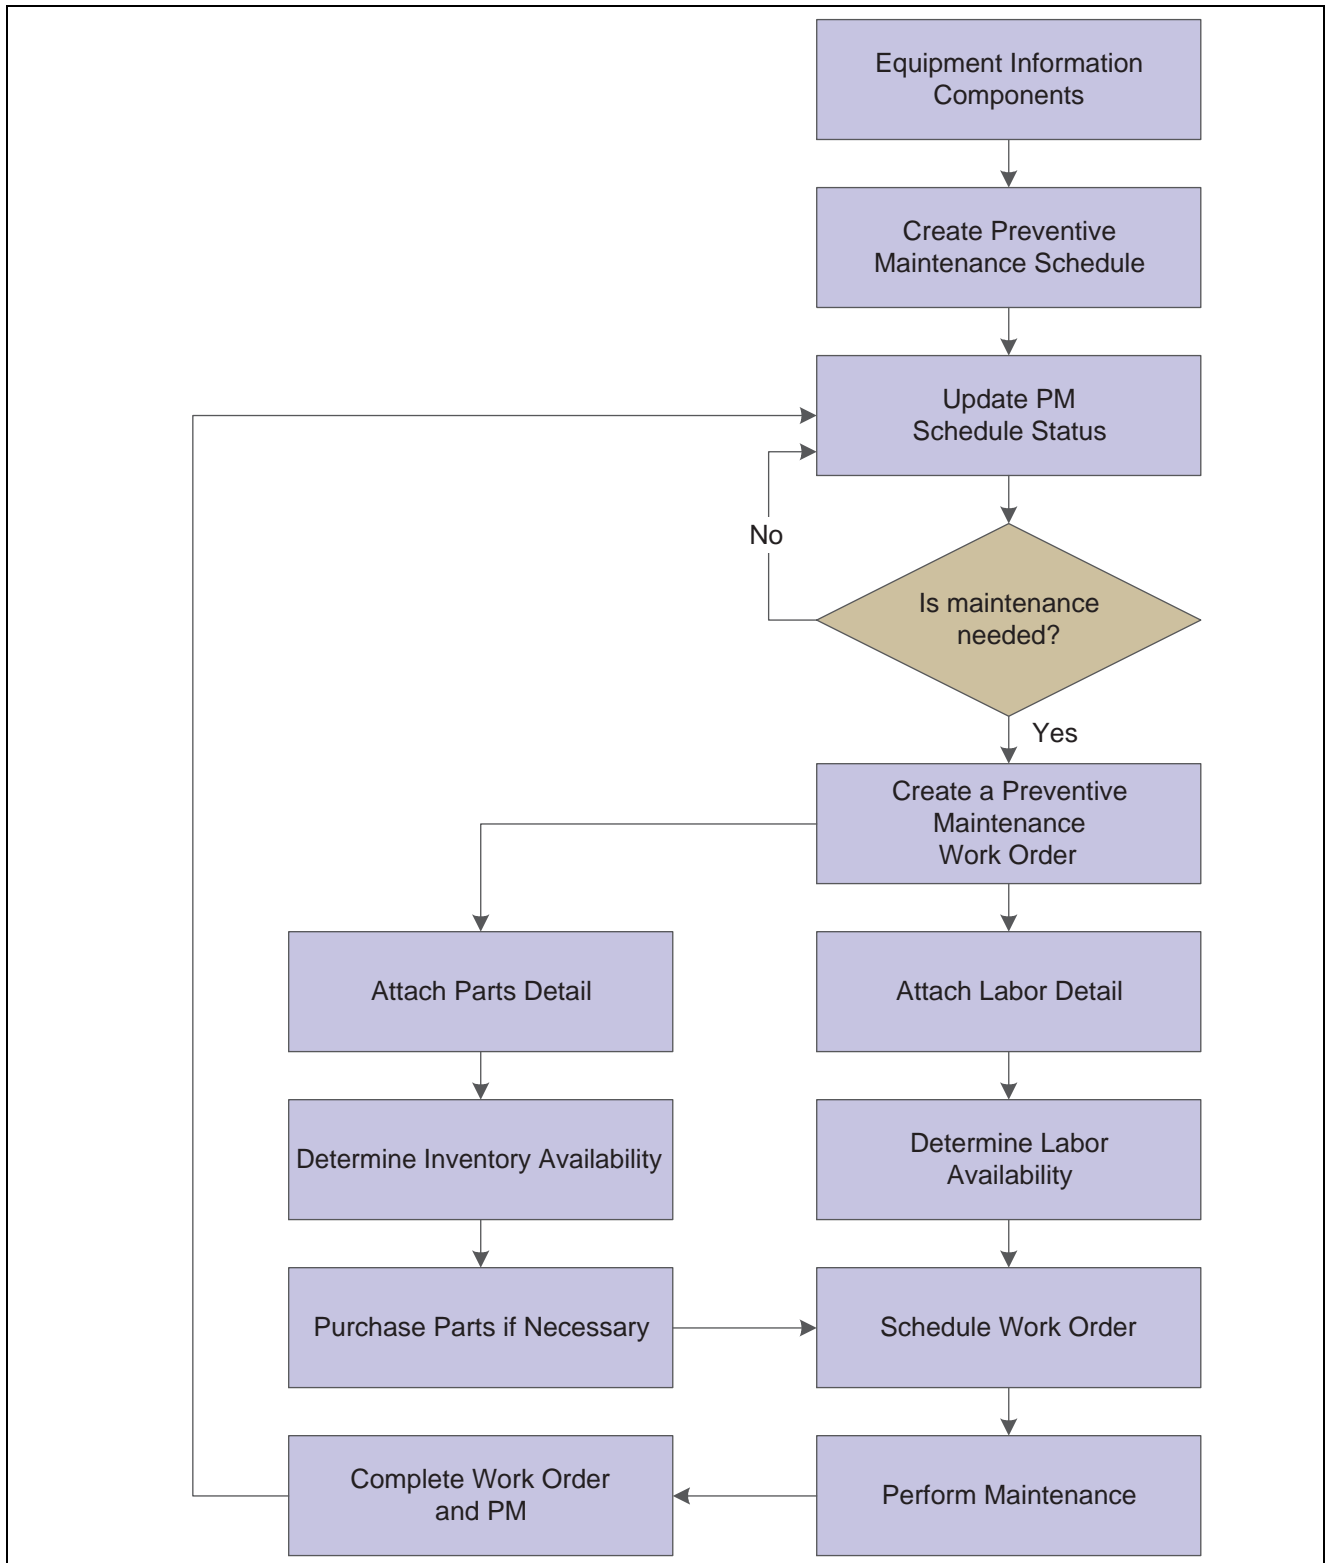 Equipment Information
Components
Create Preventive
Maintenance Schedule
Update PM
Schedule Status
No
Is maintenance
needed?
Yes
Create a Preventive
Maintenance
Work Order
Attach Parts Detail
Attach Labor Detail
Determine Inventory Availability
Determine Labor
Availability
Purchase Parts if Necessary
Schedule Work Order
Complete Work Order
and PM
Perform Maintenance